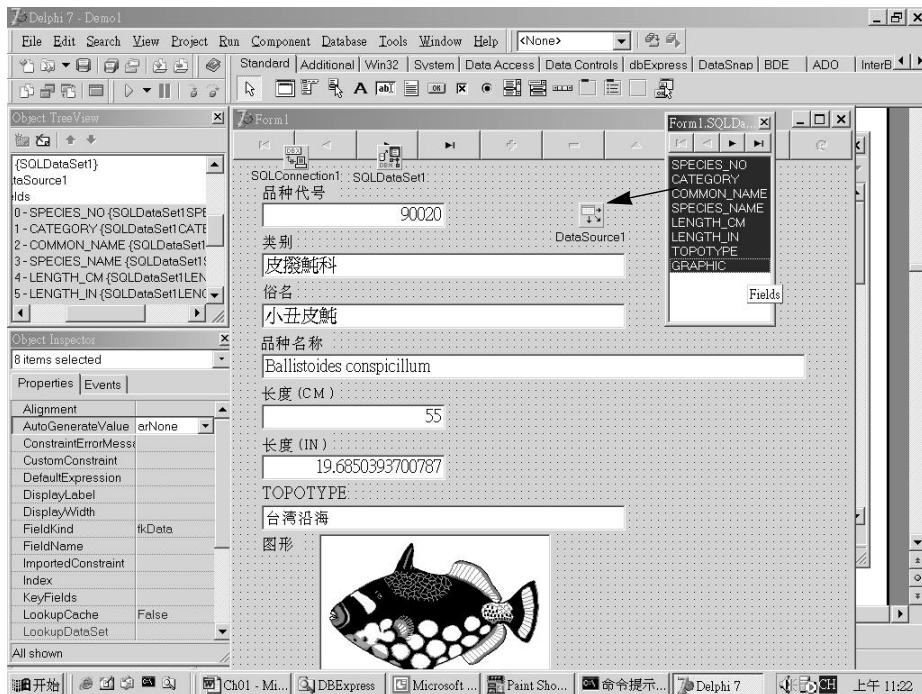 Delphi 7 - Demo1
File Edit Search View Project Run Component Database Tools Window Help <None>
Standard Additional Win32 System Data Access Data Controls dbExpress DataSnap BDE ADO InterB
Object TreeView
{SQLDataSet1}
taSource1
lds
0 - SPECIES_NO {SQLDataSet1SPE
1 - CATEGORY {SQLDataSet1CATE
2 - COMMON_NAME {SQLDataSet1
3 - SPECIES_NAME {SQLDataSet1S
4 - LENGTH_CM {SQLDataSet1LEN
5 - LENGTH_IN {SQLDataSet1LENG
Object Inspector
8 items selected
Properties Events
Alignment
AutoGenerateValue arNone
ConstraintErrorMessa
CustomConstraint
DefaultExpression
DisplayLabel
DisplayWidth
FieldKind fkData
FieldName
ImportedConstraint
Index
KeyFields
LookupCache False
LookupDataSet
All shown
Form1
SQLConnection1 SQLDataSet1
DataSource1
品种代号
90020
类别
皮撥魨科
俗名
小丑皮魨
品种名称
Ballistoides conspicillum
长度(CM)
55
长度(IN)
19.6850393700787
TOPOTYPE
台湾沿海
图形
Form1.SQLDa...
SPECIES_NO
CATEGORY
COMMON_NAME
SPECIES_NAME
LENGTH_CM
LENGTH_IN
TOPOTYPE
GRAPHIC
Fields
开始 Ch01 - Mi... DBExpress Microsoft ... Paint Sho... 命令提示... Delphi 7 CH 上午 11:22